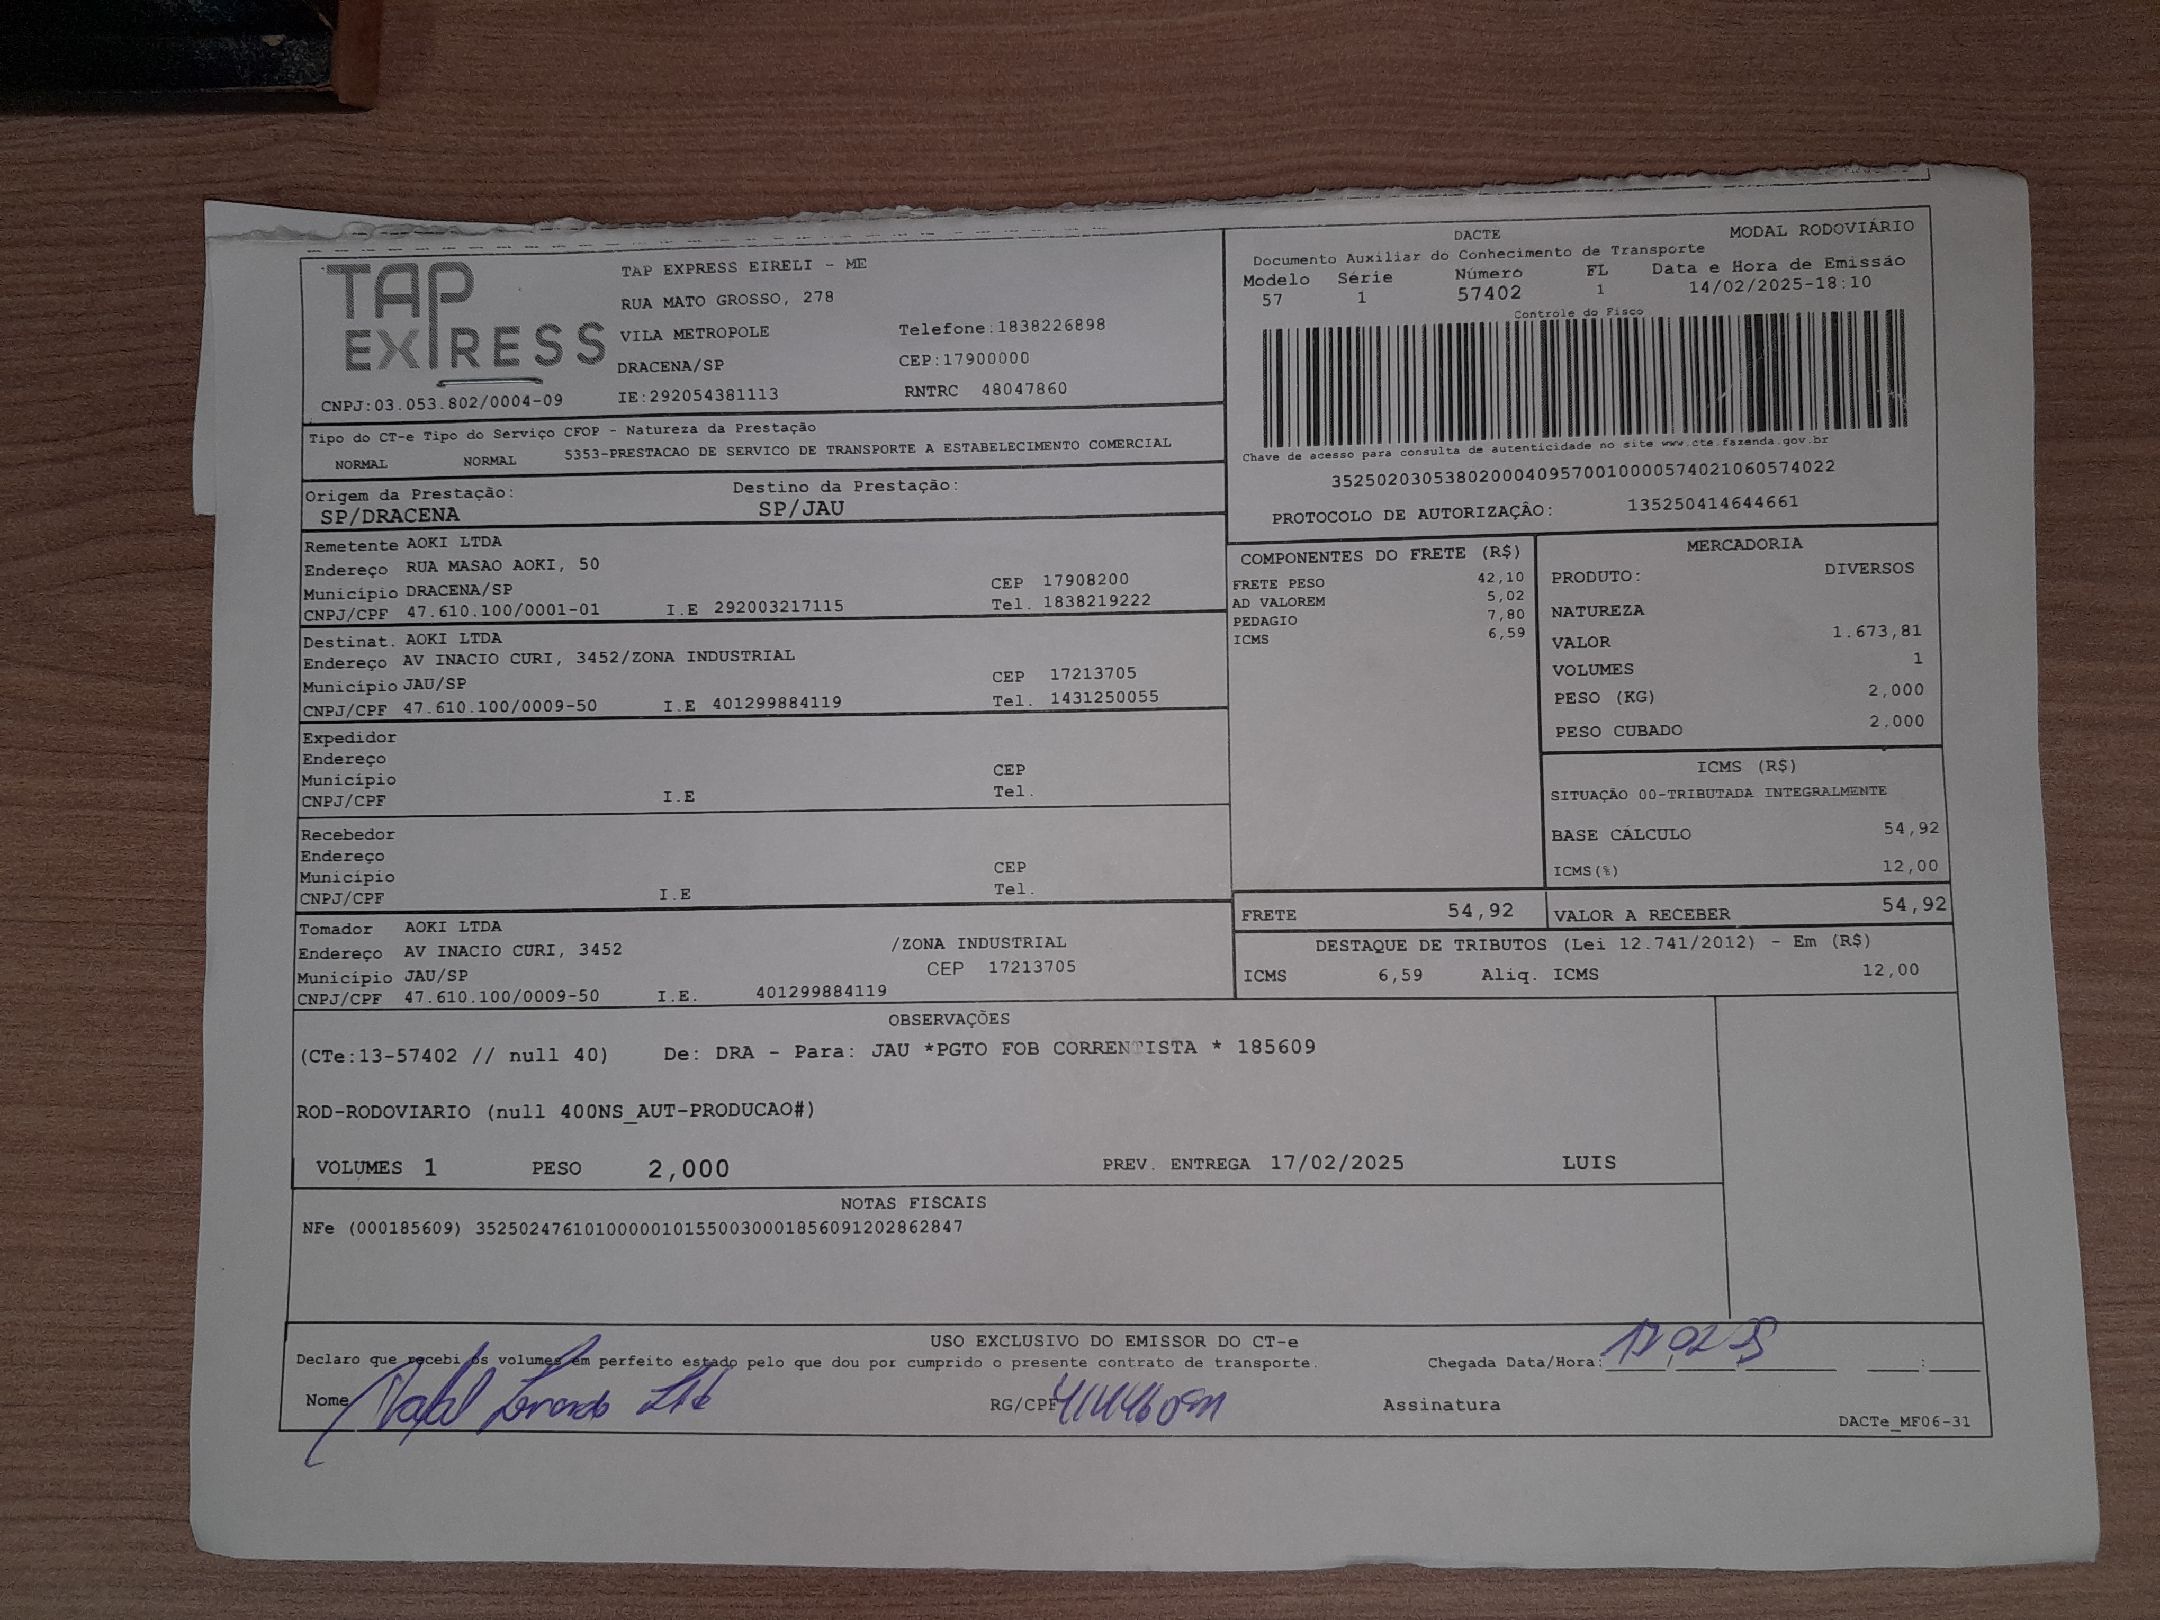 TAP
EXPRESS
CNPJ:03.053.802/0004-09
TAP EXPRESS EIRELI - ME
RUA MATO GROSSO, 278
VILA METROPOLE Telefone:1838226898
DRACENA/SP CEP:17900000
IE:292054381113 RNTRC 48047860
DACTE MODAL RODOVIÁRIO
Documento Auxiliar do Conhecimento de Transporte
Modelo Série Número FL Data e Hora de Emissão
57 1 57402 1 14/02/2025-18:10
Controle do Fisco
Chave de acesso para consulta de autenticidade no site www.cte.fazenda.gov.br
35250203053802000409570010000574021060574022
PROTOCOLO DE AUTORIZAÇÃO: 135250414644661
Tipo do CT-e Tipo do Serviço CFOP - Natureza da Prestação
NORMAL NORMAL 5353-PRESTACAO DE SERVICO DE TRANSPORTE A ESTABELECIMENTO COMERCIAL
Origem da Prestação: Destino da Prestação:
SP/DRACENA SP/JAU
Remetente AOKI LTDA
Endereço RUA MASAO AOKI, 50
Município DRACENA/SP CEP 17908200
CNPJ/CPF 47.610.100/0001-01 I.E 292003217115 Tel. 1838219222
Destinat. AOKI LTDA
Endereço AV INACIO CURI, 3452/ZONA INDUSTRIAL
Município JAU/SP CEP 17213705
CNPJ/CPF 47.610.100/0009-50 I.E 401299884119 Tel. 1431250055
Expedidor
Endereço
Município CEP
CNPJ/CPF I.E Tel.
Recebedor
Endereço
Município CEP
CNPJ/CPF I.E Tel.
Tomador AOKI LTDA
Endereço AV INACIO CURI, 3452 /ZONA INDUSTRIAL
Município JAU/SP CEP 17213705
CNPJ/CPF 47.610.100/0009-50 I.E. 401299884119
COMPONENTES DO FRETE (R$)
FRETE PESO 42,10
AD VALOREM 5,02
PEDAGIO 7,80
ICMS 6,59
MERCADORIA
PRODUTO: DIVERSOS
NATUREZA
VALOR 1.673,81
VOLUMES 1
PESO (KG) 2,000
PESO CUBADO 2,000
ICMS (R$)
SITUAÇÃO 00-TRIBUTADA INTEGRALMENTE
BASE CÁLCULO 54,92
ICMS(%) 12,00
FRETE 54,92 VALOR A RECEBER 54,92
DESTAQUE DE TRIBUTOS (Lei 12.741/2012) - Em (R$)
ICMS 6,59 Aliq. ICMS 12,00
OBSERVAÇÕES
(CTe:13-57402 // null 40) De: DRA - Para: JAU *PGTO FOB CORRENTISTA * 185609
ROD-RODOVIARIO (null 400NS_AUT-PRODUCAO#)
VOLUMES 1 PESO 2,000 PREV. ENTREGA 17/02/2025 LUIS
NOTAS FISCAIS
NFe (000185609) 35250247610100000101550030001856091202862847
USO EXCLUSIVO DO EMISSOR DO CT-e
Declaro que recebi os volumes em perfeito estado pelo que dou por cumprido o presente contrato de transporte. Chegada Data/Hora:
Nome RG/CPF Assinatura
DACTe_MF06-31